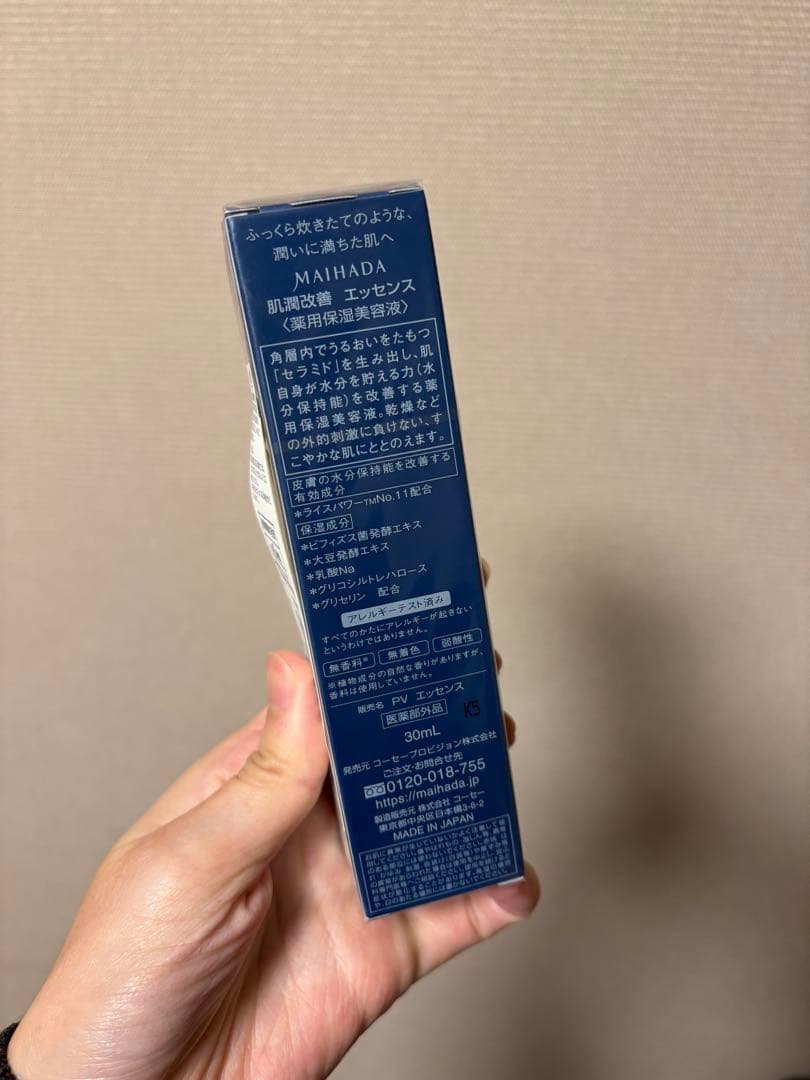 ふっくら炊きたてのような、
潤いに満ちた肌へ
MAIHADA
肌潤改善 エッセンス
〈薬用保湿美容液〉
角層内でうるおいをたもつ
「セラミド」を生み出し、肌
自身が水分を貯える力(水
分保持能)を改善する薬
用保湿美容液。乾燥など
の外的刺激に負けない、す
こやかな肌にととのえます。
皮膚の水分保持能を改善する
有効成分
*ライスパワーTMNo.11配合
保湿成分
*ビフィズス菌発酵エキス
*大豆発酵エキス
*乳酸Na
*グリコシルトレハロース
*グリセリン 配合
アレルギーテスト済み
すべてのかたにアレルギーが起きない
というわけではありません。
無香料※ 無着色 弱酸性
※植物成分の自然な香りがありますが、
香料は使用していません。
販売名 PV エッセンス
医薬部外品 K5
30mL
発売元 コーセープロビジョン株式会社
ご注文・お問合せ先
0120-018-755
https://maihada.jp
製造販売元 株式会社 コーセー
東京都中央区日本橋3-6-2
MADE IN JAPAN